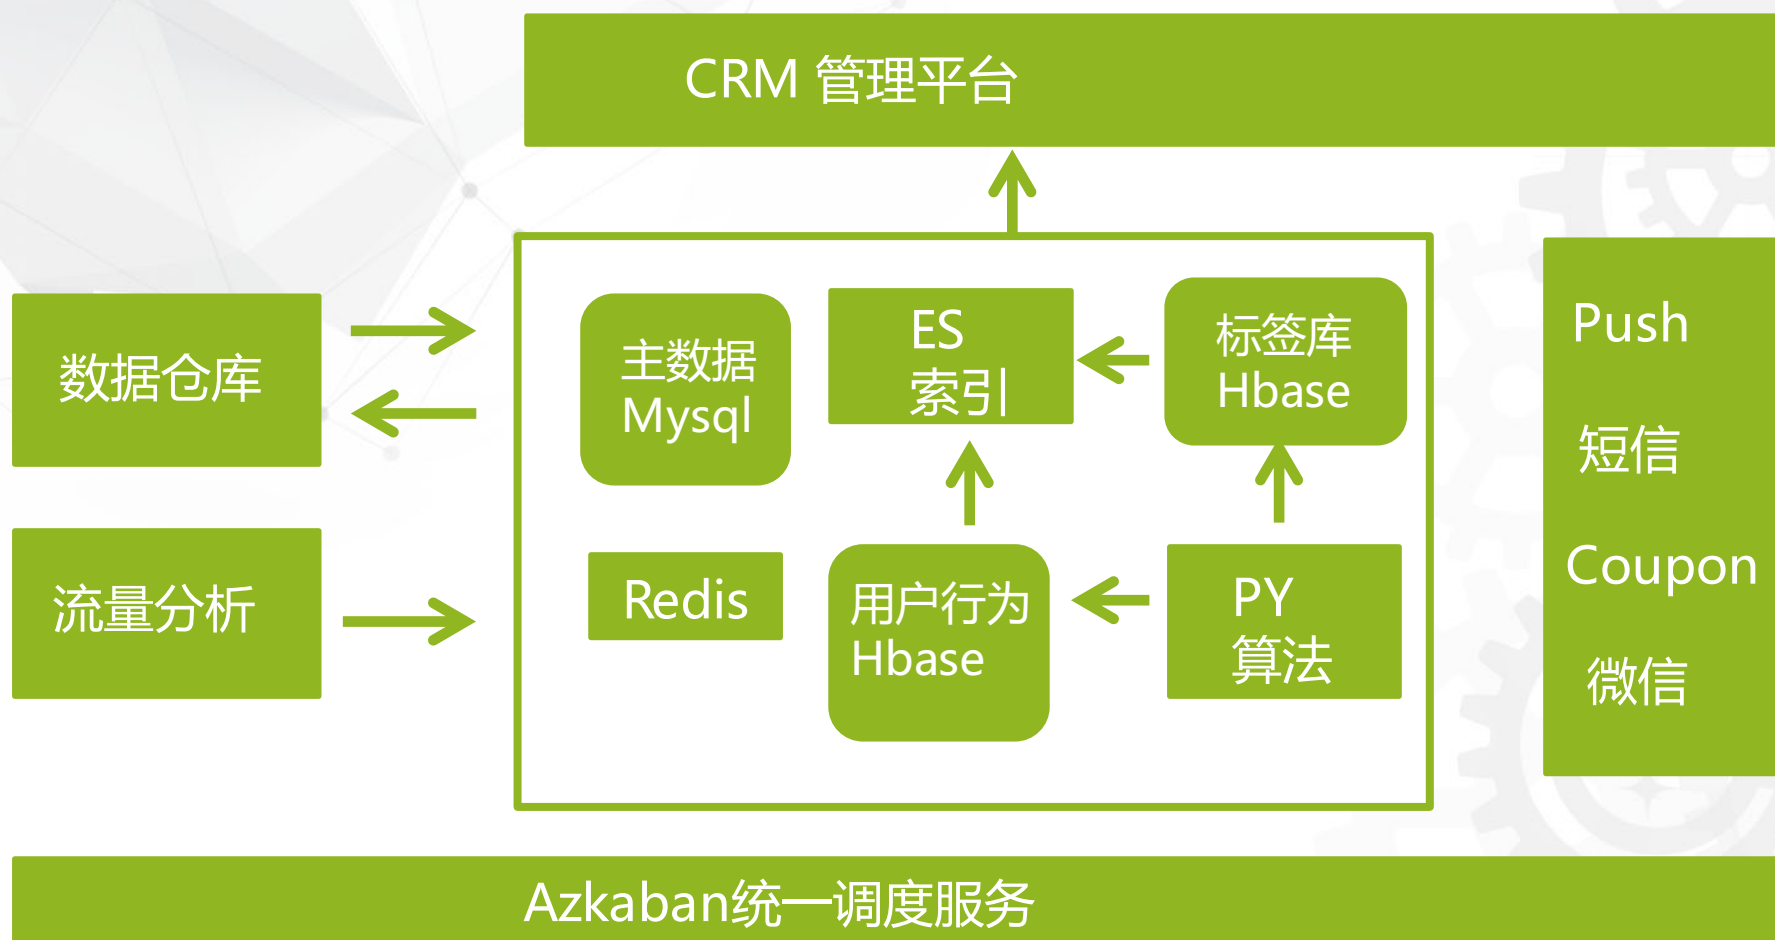 CRM 管理平台
数据仓库
流量分析
主数据
Mysql
ES
索引
标签库
Hbase
Redis
用户行为
Hbase
PY
算法
Push
短信
Coupon
微信
Azkaban统一调度服务